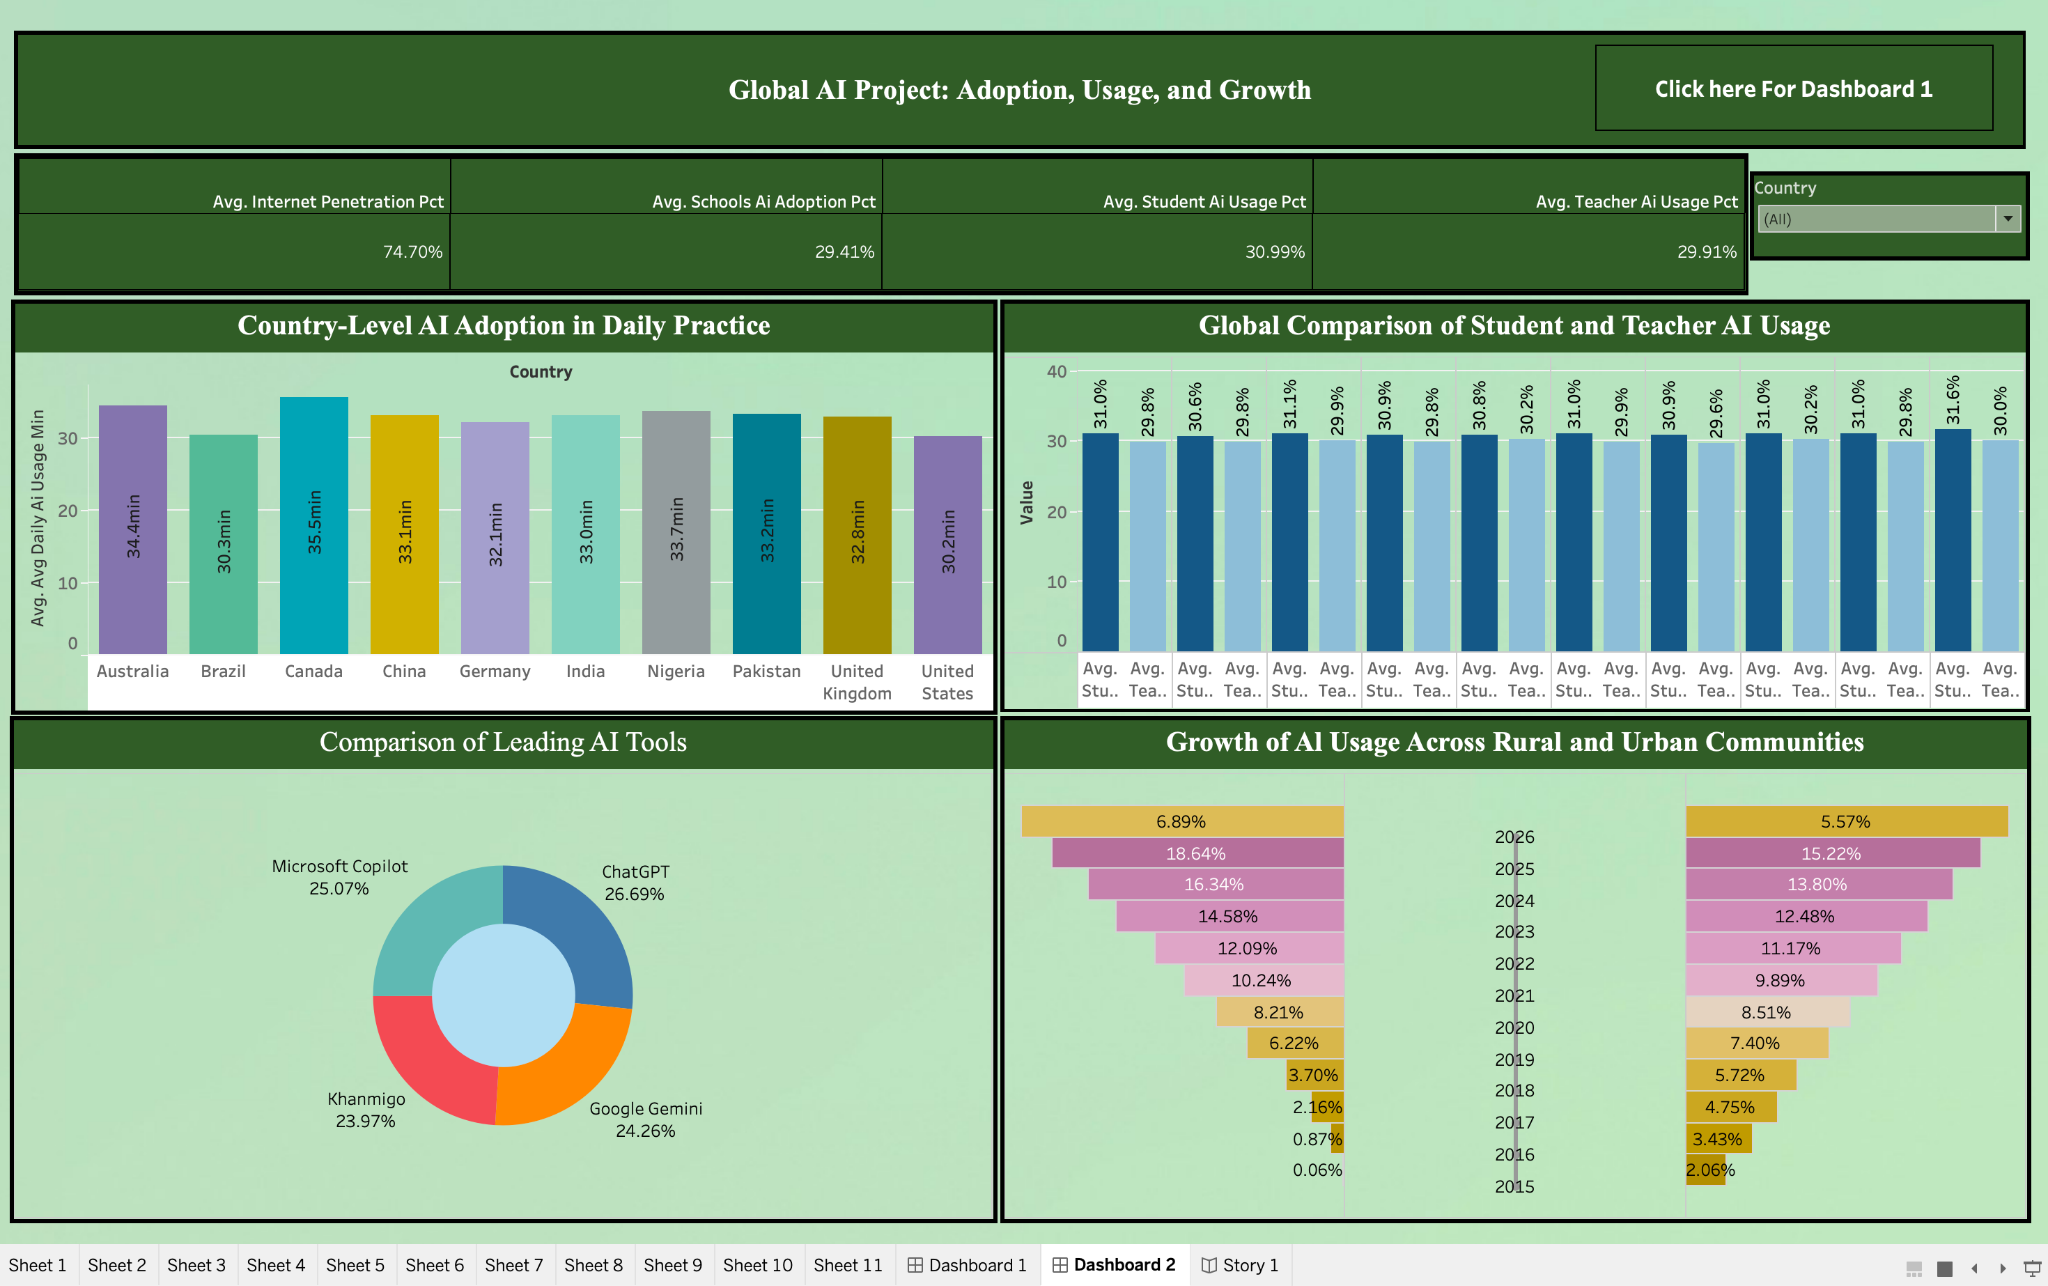 Global AI Project: Adoption, Usage, and Growth
Click here For Dashboard 1
Avg. Internet Penetration Pct
Avg. Schools Ai Adoption Pct
Avg. Student Ai Usage Pct
Avg. Teacher Ai Usage Pct
74.70%
29.41%
30.99%
29.91%
Country
(All)
Country-Level AI Adoption in Daily Practice
Country
Avg. Avg Daily Ai Usage Min
30
20
10
0
34.4min
30.3min
35.5min
33.1min
32.1min
33.0min
33.7min
33.2min
32.8min
30.2min
Australia
Brazil
Canada
China
Germany
India
Nigeria
Pakistan
United
Kingdom
United
States
Global Comparison of Student and Teacher AI Usage
Value
40
30
20
10
0
31.0%
29.8%
30.6%
29.8%
31.1%
29.9%
30.9%
29.8%
30.8%
30.2%
31.0%
29.9%
30.9%
29.6%
31.0%
30.2%
31.0%
29.8%
31.6%
30.0%
Avg.
Stu..
Avg.
Tea..
Avg.
Stu..
Avg.
Tea..
Avg.
Stu..
Avg.
Tea..
Avg.
Stu..
Avg.
Tea..
Avg.
Stu..
Avg.
Tea..
Avg.
Stu..
Avg.
Tea..
Avg.
Stu..
Avg.
Tea..
Avg.
Stu..
Avg.
Tea..
Avg.
Stu..
Avg.
Tea..
Avg.
Stu..
Avg.
Tea..
Comparison of Leading AI Tools
Microsoft Copilot
25.07%
ChatGPT
26.69%
Khanmigo
23.97%
Google Gemini
24.26%
Growth of Al Usage Across Rural and Urban Communities
6.89%
18.64%
16.34%
14.58%
12.09%
10.24%
8.21%
6.22%
3.70%
2.16%
0.87%
0.06%
2026
2025
2024
2023
2022
2021
2020
2019
2018
2017
2016
2015
5.57%
15.22%
13.80%
12.48%
11.17%
9.89%
8.51%
7.40%
5.72%
4.75%
3.43%
2.06%
Sheet 1
Sheet 2
Sheet 3
Sheet 4
Sheet 5
Sheet 6
Sheet 7
Sheet 8
Sheet 9
Sheet 10
Sheet 11
Dashboard 1
Dashboard 2
Story 1